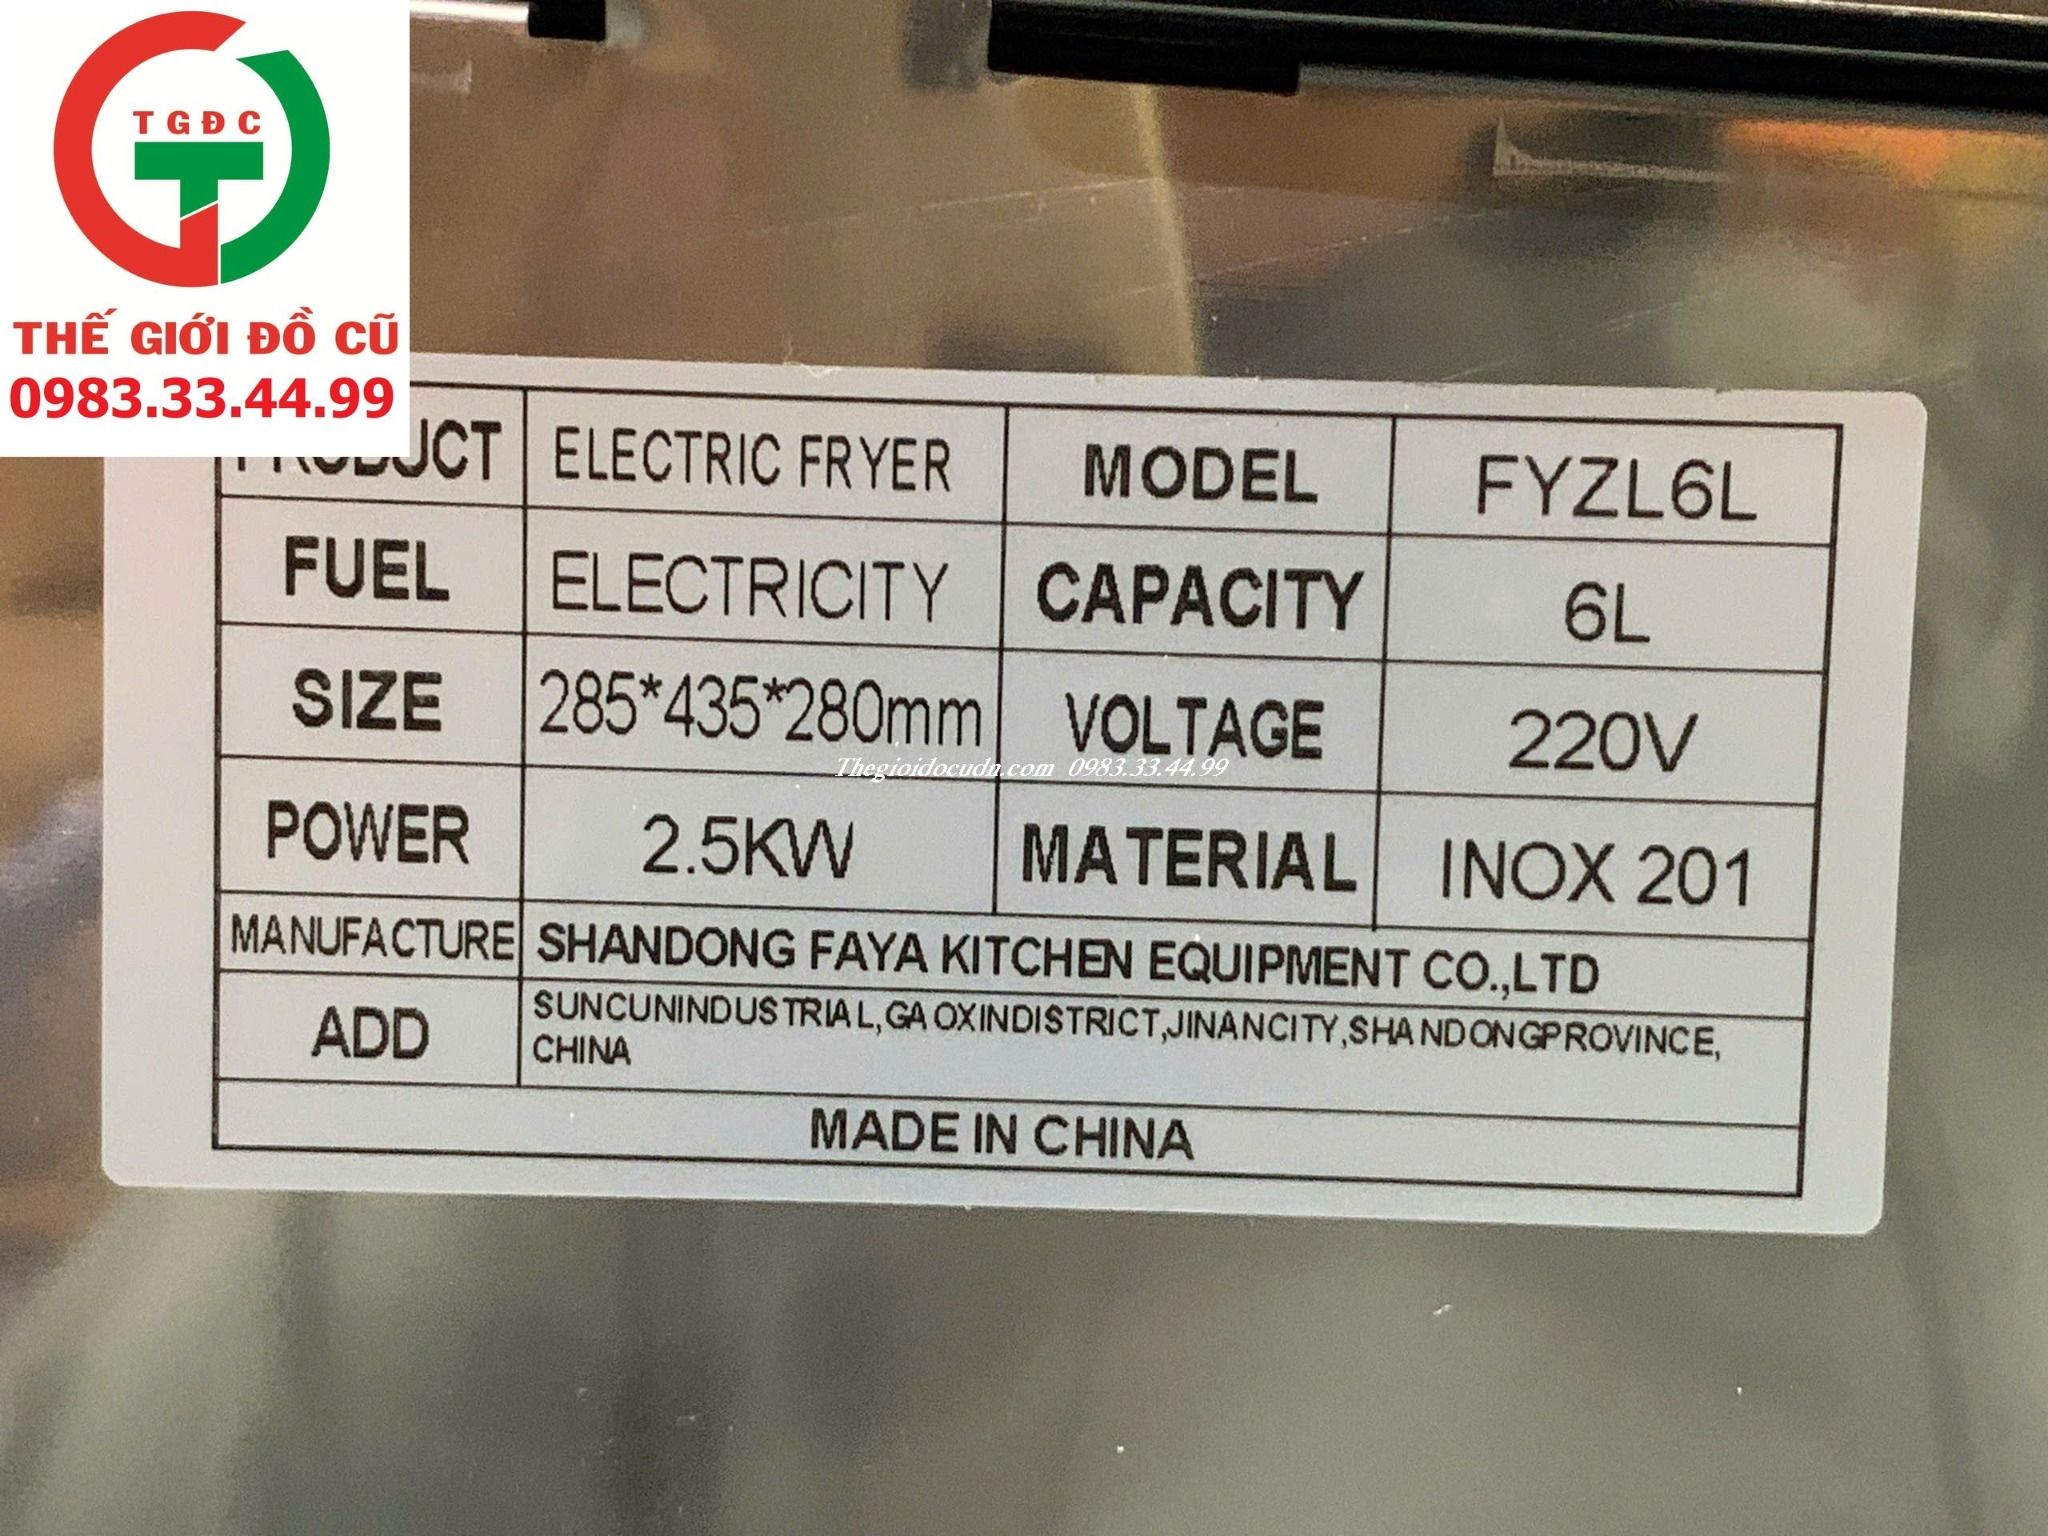 TGĐC
THẾ GIỚI ĐỒ CŨ
0983.33.44.99
PRODUCT ELECTRIC FRYER MODEL FYZL6L
FUEL ELECTRICITY CAPACITY 6L
SIZE 285*435*280mm VOLTAGE 220V
Thegioidocudn.com 0983.33.44.99
POWER 2.5KW MATERIAL INOX 201
MANUFACTURE SHANDONG FAYA KITCHEN EQUIPMENT CO.,LTD
ADD SUNCUNINDUSTRIAL,GAOXINDISTRICT,JINANCITY,SHANDONGPROVINCE,
CHINA
MADE IN CHINA